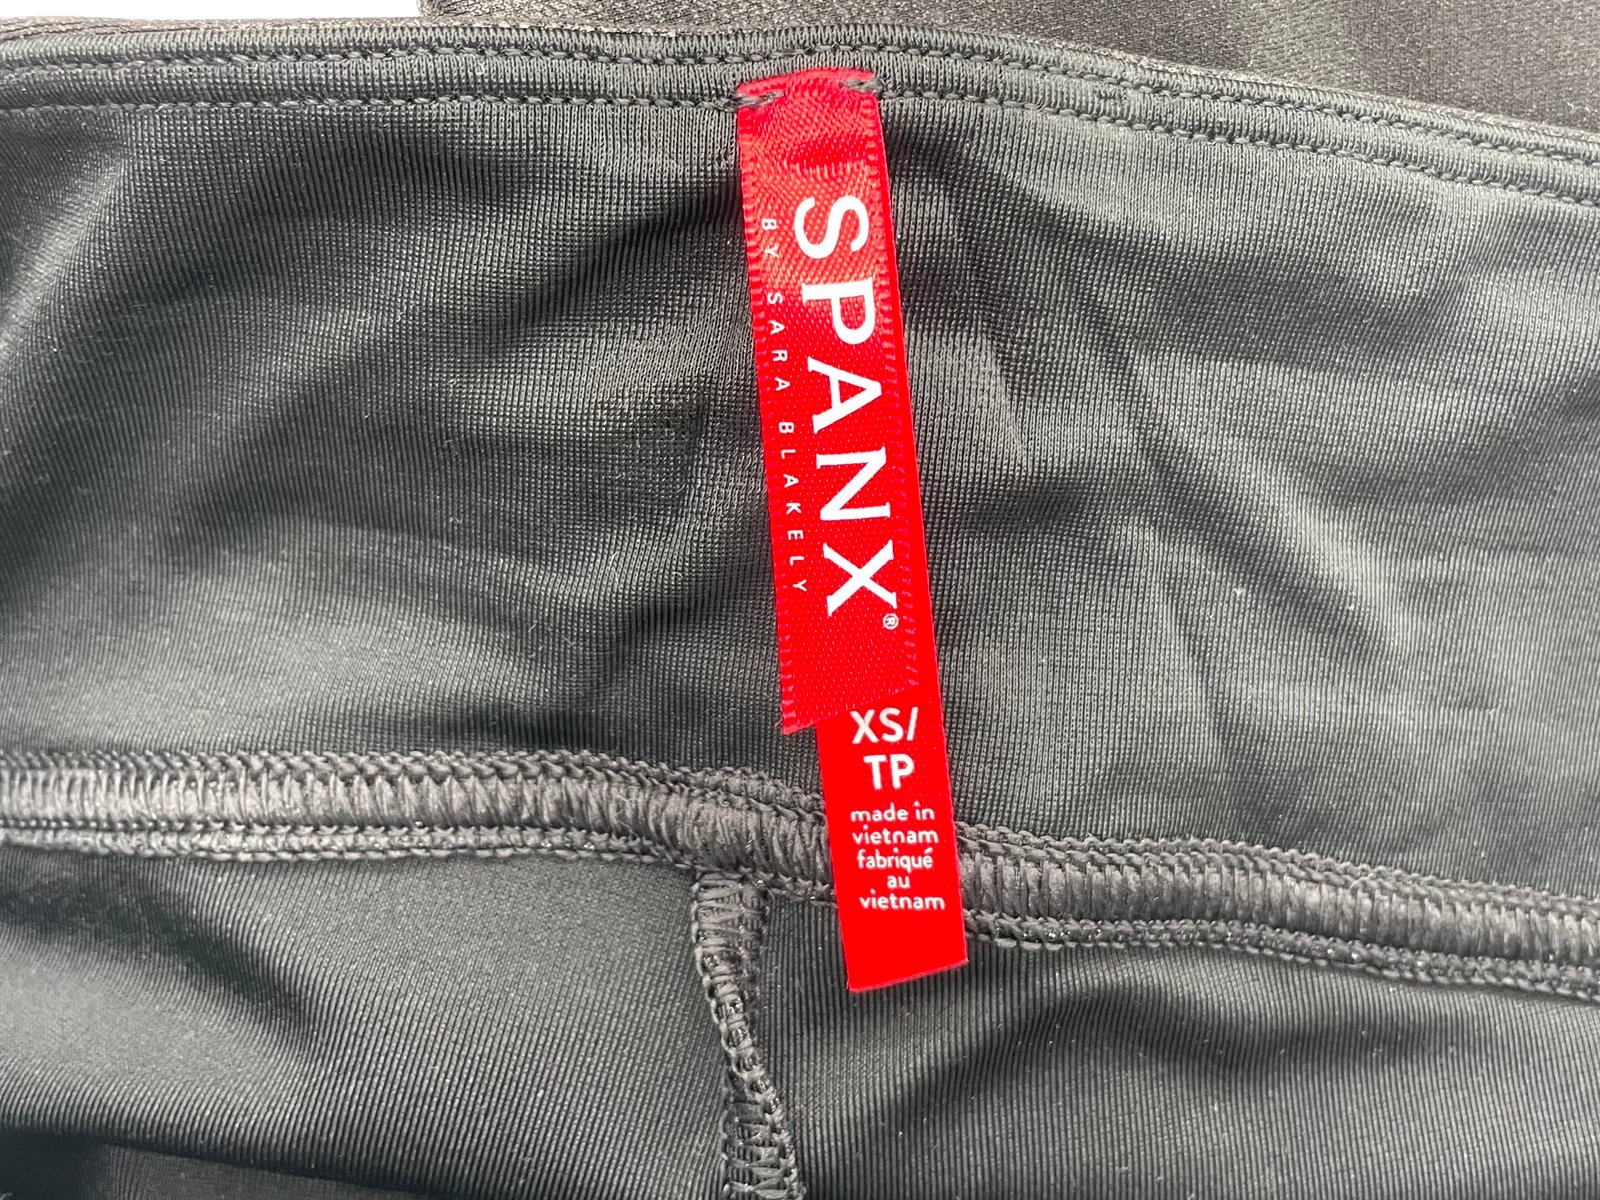 SPANX®
BY SARA BLAKELY
XS/
TP
made in
vietnam
fabriqué
au
vietnam